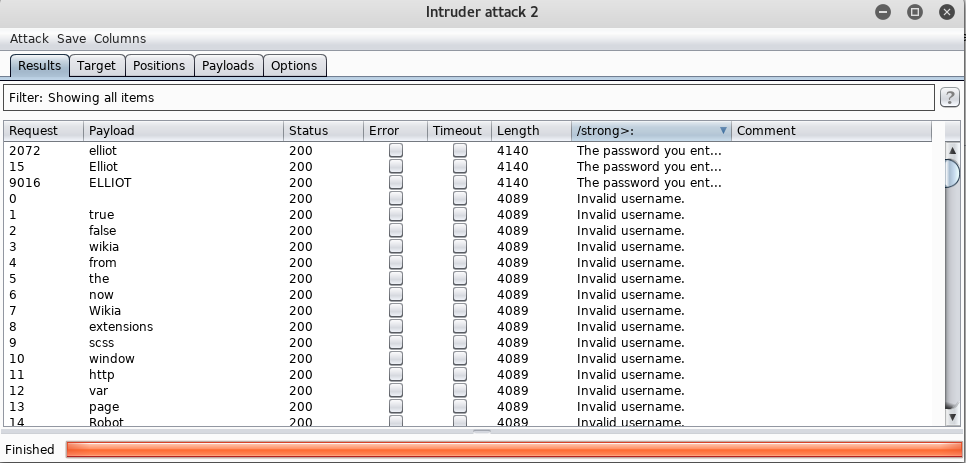 Intruder attack 2
Attack Save Columns
Results Target Positions Payloads Options
Filter: Showing all items ?
Request Payload Status Error Timeout Length /strong>: Comment
2072 elliot 200 4140 The password you ent...
15 Elliot 200 4140 The password you ent...
9016 ELLIOT 200 4140 The password you ent...
0 200 4089 Invalid username.
1 true 200 4089 Invalid username.
2 false 200 4089 Invalid username.
3 wikia 200 4089 Invalid username.
4 from 200 4089 Invalid username.
5 the 200 4089 Invalid username.
6 now 200 4089 Invalid username.
7 Wikia 200 4089 Invalid username.
8 extensions 200 4089 Invalid username.
9 scss 200 4089 Invalid username.
10 window 200 4089 Invalid username.
11 http 200 4089 Invalid username.
12 var 200 4089 Invalid username.
13 page 200 4089 Invalid username.
14 Robot 200 4089 Invalid username.
Finished